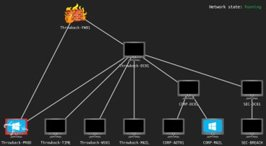 Network state: Running
Throwback-FW01
Throwback-DC01
CORP-DC01
SEC-DC01
Throwback-PROD
Throwback-TIME
Throwback-WS01
Throwback-MAIL
CORP-ADT01
CORP-MAIL
SEC-BREACH